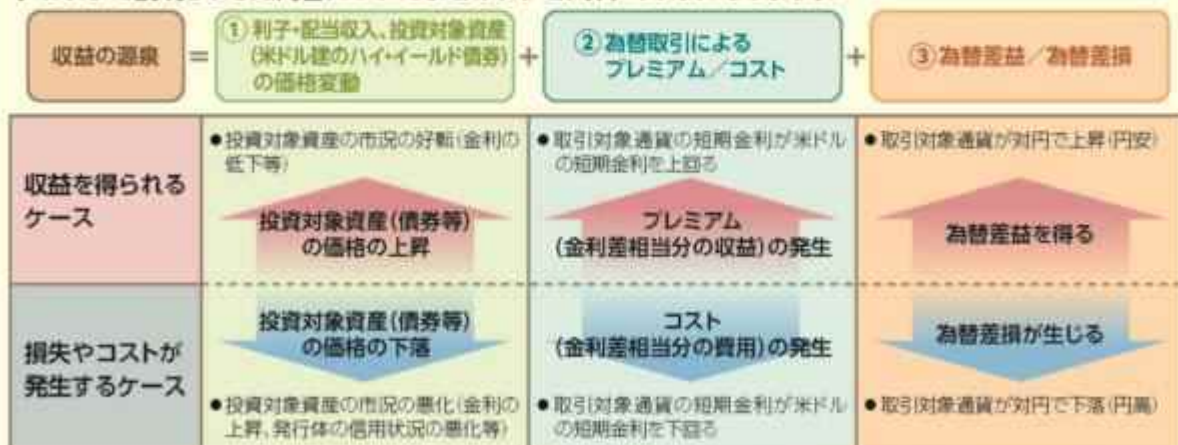 収益の源泉
=
①利子・配当収入、投資対象資産
(米ドル建のハイ・イールド債券)
の価格変動
+
②為替取引による
プレミアム/コスト
+
③為替差益/為替差損
収益を得られる
ケース
●投資対象資産の市況の好転(金利の
低下等)
投資対象資産(債券等)
の価格の上昇
●取引対象通貨の短期金利が米ドル
の短期金利を上回る
プレミアム
(金利差相当分の収益)の発生
●取引対象通貨が対円で上昇(円安)
為替差益を得る
損失やコストが
発生するケース
投資対象資産(債券等)
の価格の下落
●投資対象資産の市況の悪化(金利の
上昇、発行体の信用状況の悪化等)
コスト
(金利差相当分の費用)の発生
●取引対象通貨の短期金利が米ドル
の短期金利を下回る
為替差損が生じる
●取引対象通貨が対円で下落(円高)